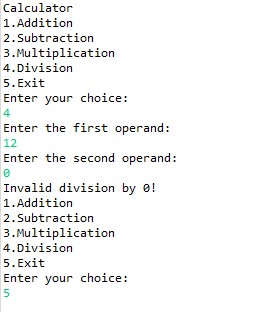 Calculator
1.Addition
2.Subtraction
3.Multiplication
4.Division
5.Exit
Enter your choice:
4
Enter the first operand:
12
Enter the second operand:
0
Invalid division by 0!
1.Addition
2.Subtraction
3.Multiplication
4.Division
5.Exit
Enter your choice:
5